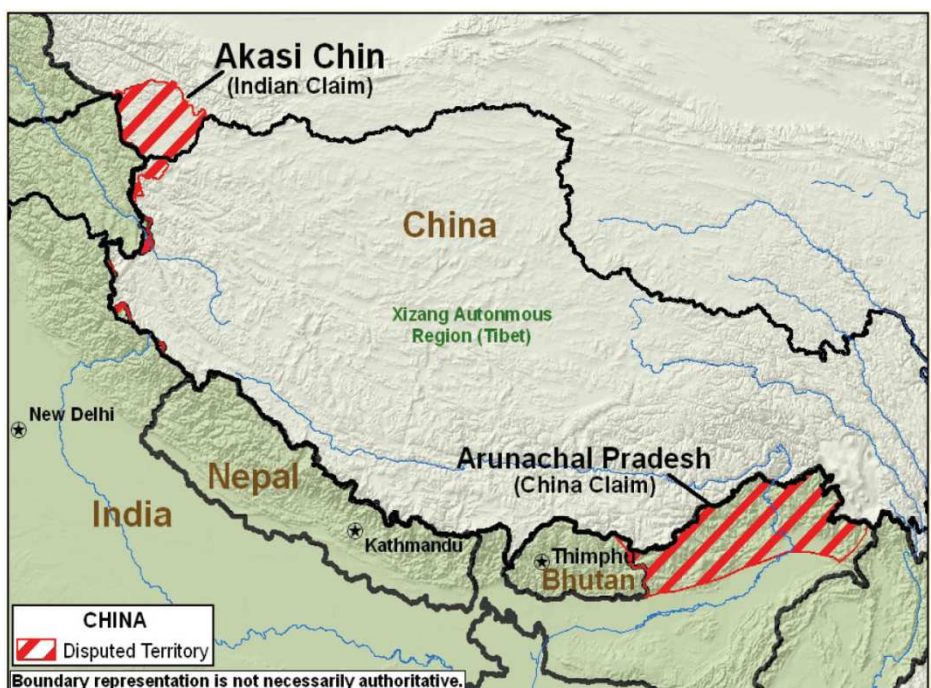 Akasi Chin
(Indian Claim)
China
Xizang Autonmous
Region (Tibet)
New Delhi
Arunachal Pradesh
(China Claim)
Nepal
India
Kathmandu
Thimphu
Bhutan
CHINA
Disputed Territory
Boundary representation is not necessarily authoritative.